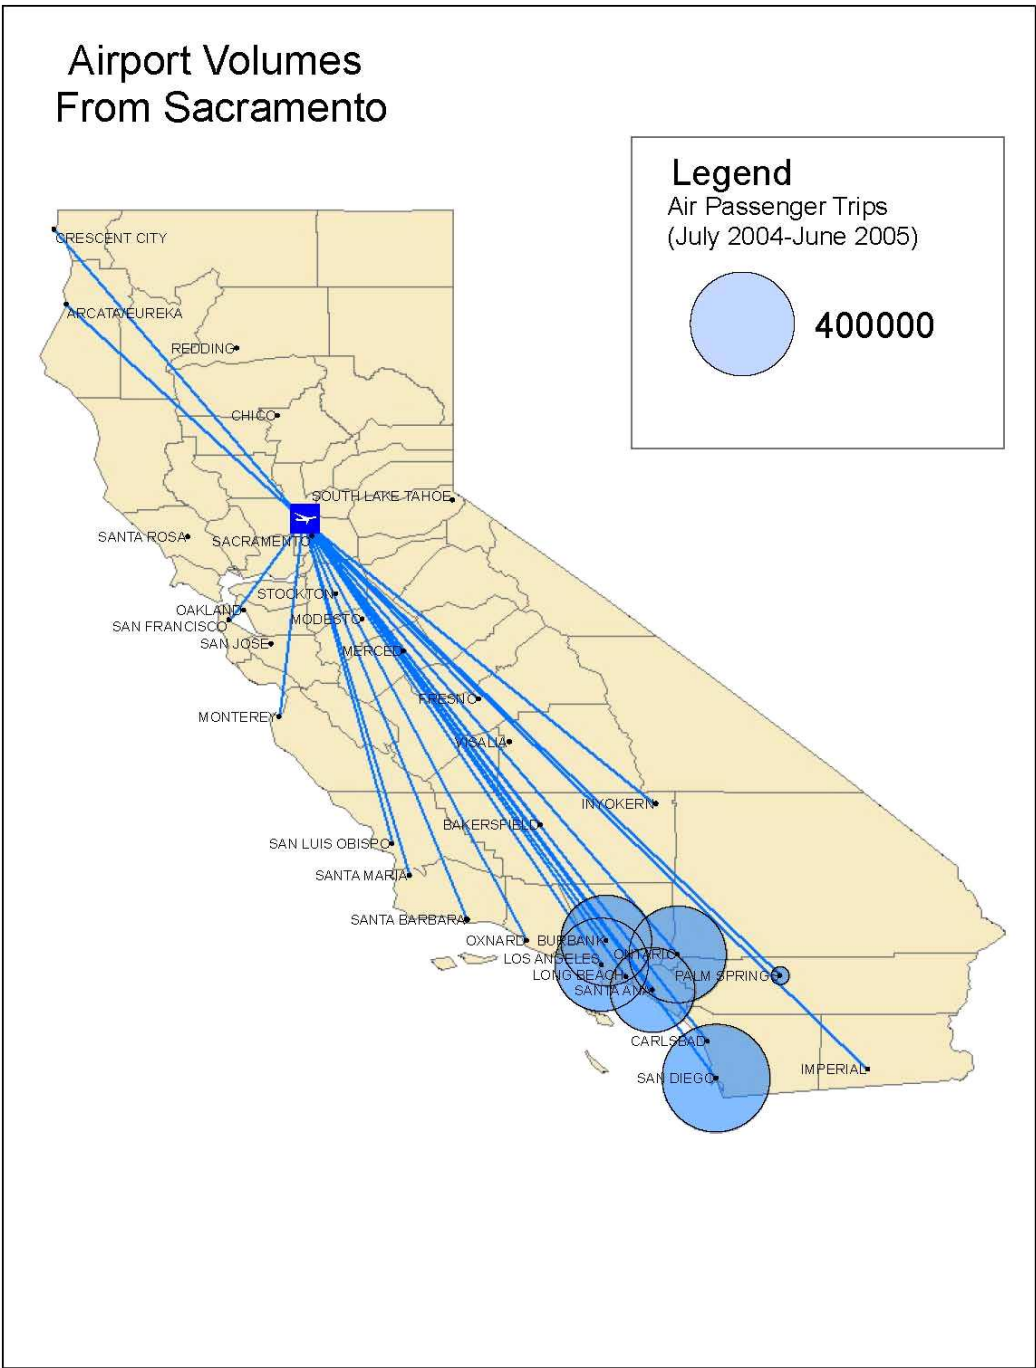 Airport Volumes
From Sacramento
Legend
Air Passenger Trips
(July 2004-June 2005)
400000
CRESCENT CITY
ARCATA/EUREKA
REDDING
CHICO
SOUTH LAKE TAHOE
SANTA ROSA
SACRAMENTO
STOCKTON
OAKLAND
MODESTO
SAN FRANCISCO
SAN JOSE
MERCED
FRESNO
MONTEREY
VISALIA
INYOKERN
BAKERSFIELD
SAN LUIS OBISPO
SANTA MARIA
SANTA BARBARA
OXNARD
BURBANK
ONTARIO
LOS ANGELES
LONG BEACH
PALM SPRINGS
SANTA ANA
CARLSBAD
IMPERIAL
SAN DIEGO